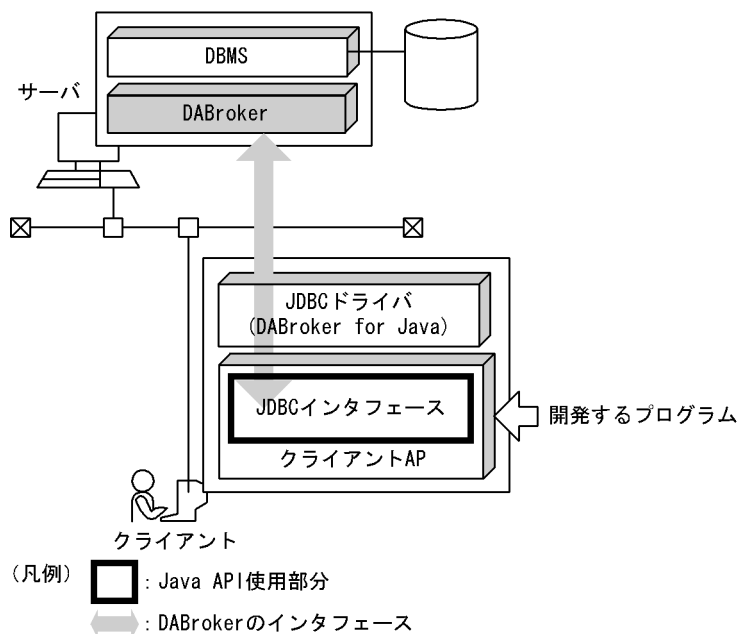 DBMS
サーバ
DABroker
JDBCドライバ
(DABroker for Java)
JDBCインタフェース
開発するプログラム
クライアントAP
クライアント
(凡例)
：Java API使用部分
：DABrokerのインタフェース